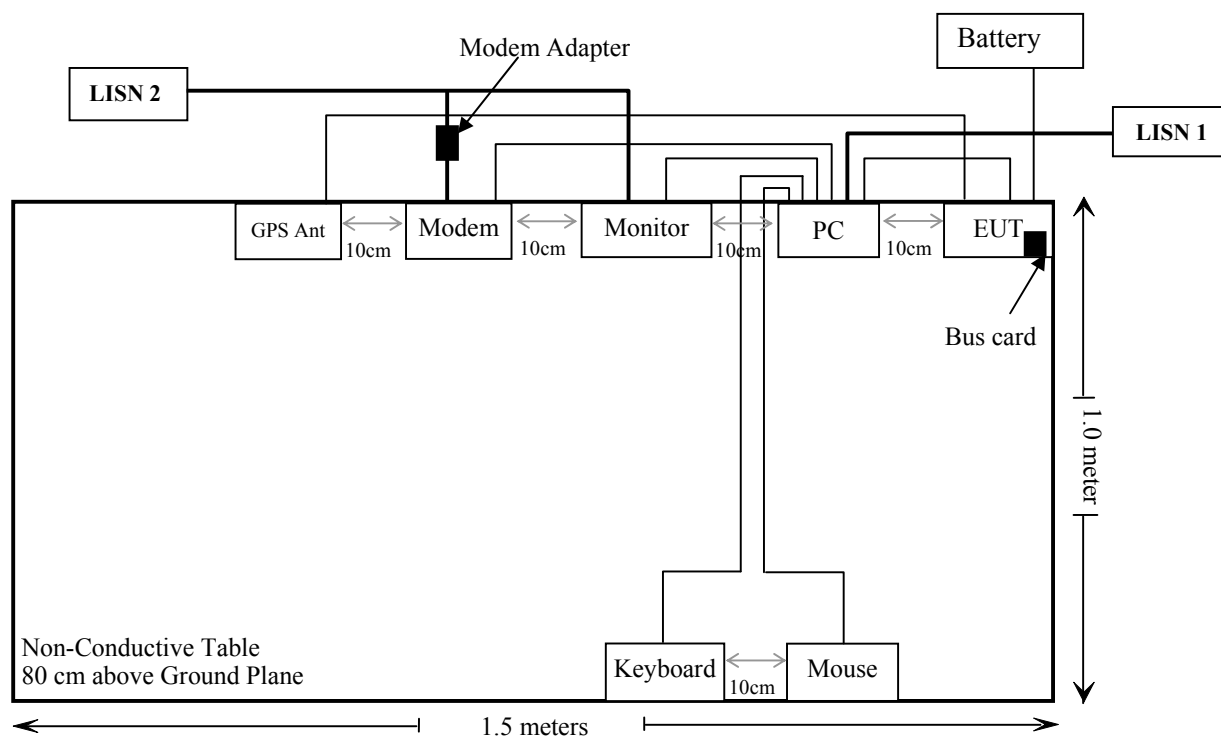 Modem Adapter
Battery
LISN 2
LISN 1
GPS Ant
10cm
Modem
10cm
Monitor
10cm
PC
10cm
EUT
Bus card
1.0 meter
Non-Conductive Table
80 cm above Ground Plane
Keyboard
10cm
Mouse
1.5 meters